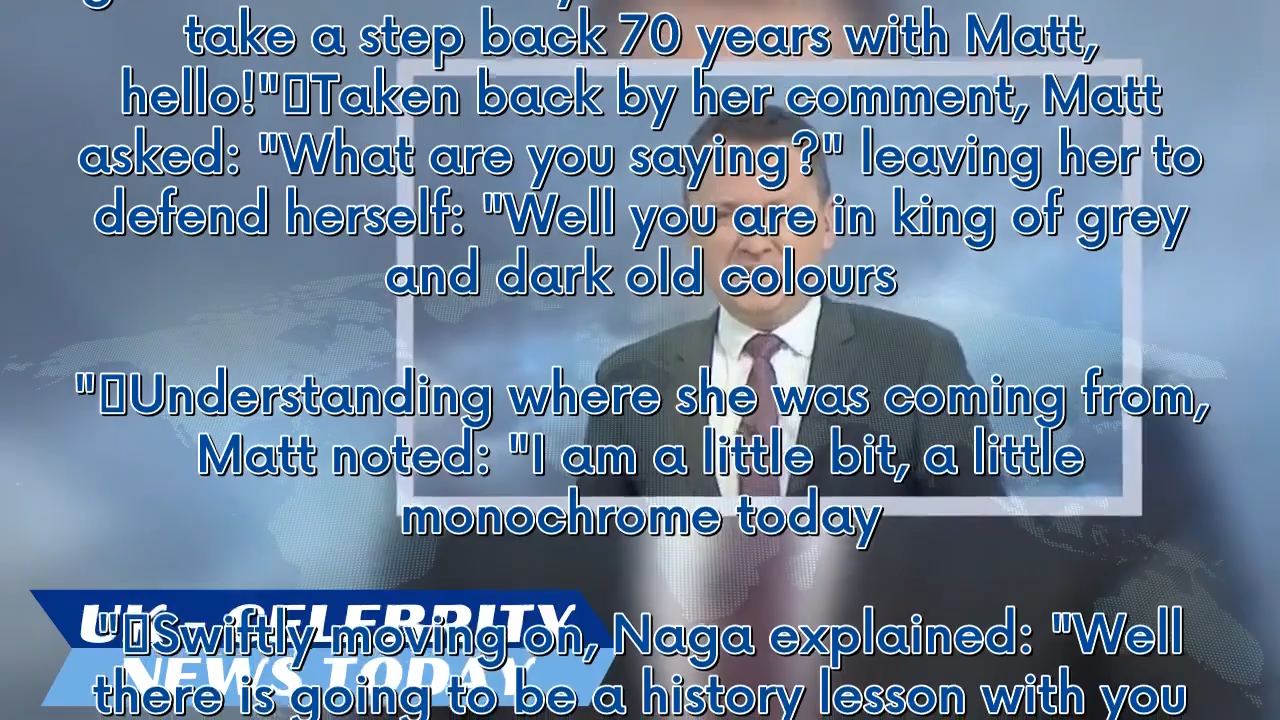 take a step back 70 years with Matt,
hello!"▯Taken back by her comment, Matt
asked: "What are you saying?" leaving her to
defend herself: "Well you are in king of grey
and dark old colours
"▯Understanding where she was coming from,
Matt noted: "I am a little bit, a little
monochrome today
UK - CELEBRITY
"▯Swiftly moving on, Naga explained: "Well
NEWS TODAY
there is going to be a history lesson with you